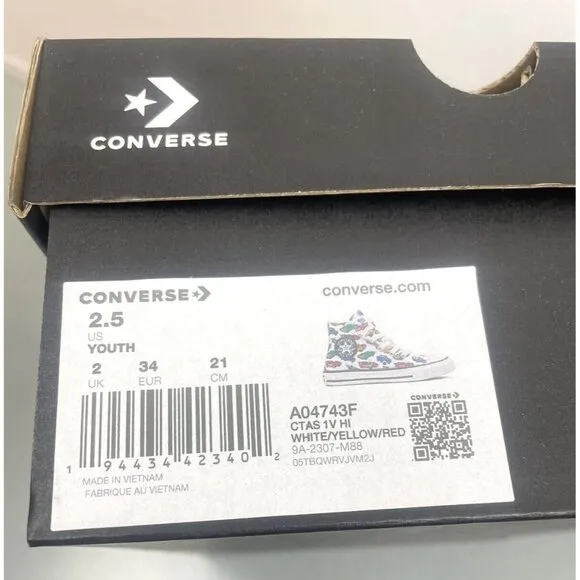 CONVERSE
CONVERSE
converse.com
2.5
US
YOUTH
2 34 21
UK EUR CM
1 94434 42340 2
MADE IN VIETNAM
FABRIQUE AU VIETNAM
A04743F
CTAS 1V HI
WHITE/YELLOW/RED
9A-2307-M88
05TBQWRVJVM2J
CONVERSE